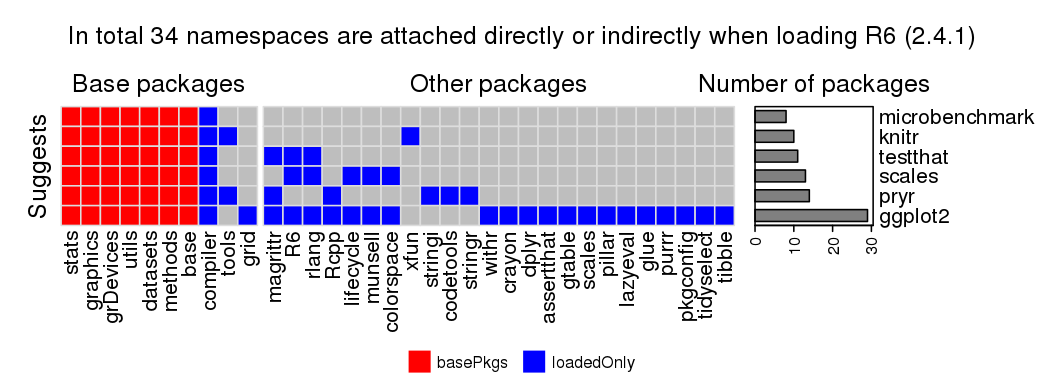 In total 34 namespaces are attached directly or indirectly when loading R6 (2.4.1)
Base packages
Other packages
Number of packages
Suggests
microbenchmark
knitr
testthat
scales
pryr
ggplot2
stats
graphics
grDevices
utils
datasets
methods
base
compiler
tools
grid
magrittr
R6
rlang
Rcpp
lifecycle
munsell
colorspace
xfun
stringi
codetools
stringr
withr
crayon
dplyr
assertthat
gtable
scales
pillar
lazyeval
glue
purrr
pkgconfig
tidyselect
tibble
0
10
20
30
basePkgs
loadedOnly